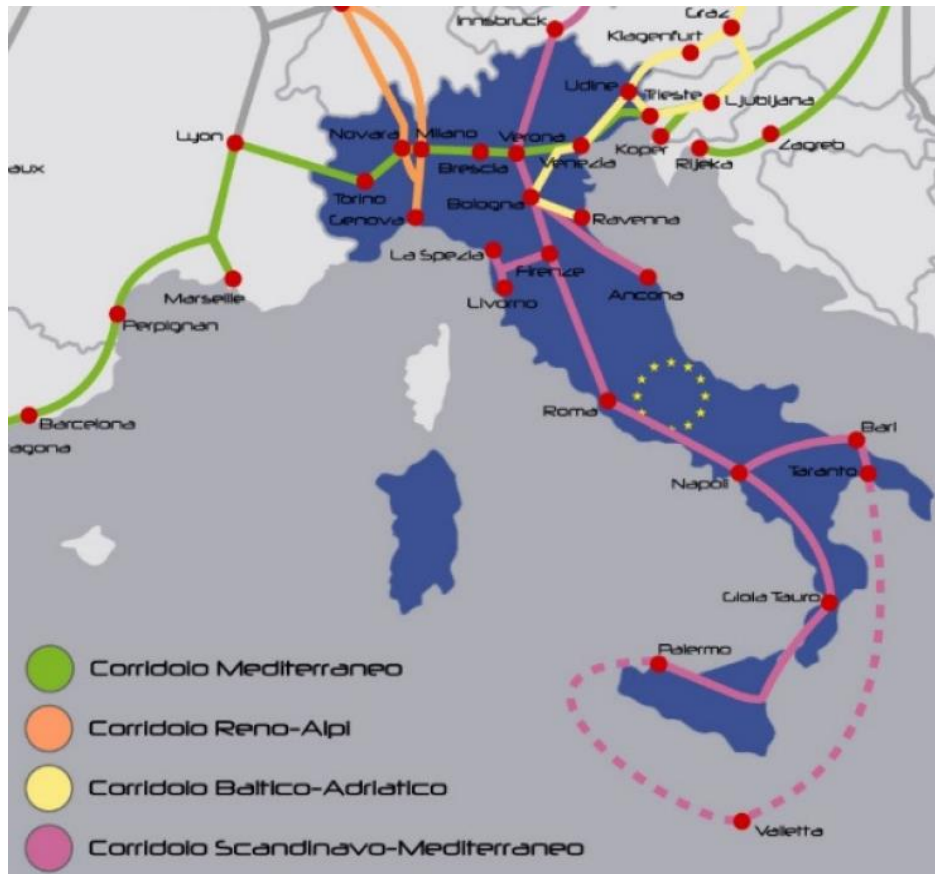 Innsbruck
Graz
Klagenfurt
Udine
Trieste
Ljubljana
Lyon
Novara
Milano
Verona
Venezia
Koper
Rijeka
Zagreb
aux
Brescia
Torino
Genova
Bologna
Ravenna
La Spezia
Firenze
Ancona
Livorno
Marseille
Perpignan
Roma
Barcelona
agona
Bari
Taranto
Napoli
Gioia Tauro
Palermo
Valletta
Corridoio Mediterraneo
Corridoio Reno-Alpi
Corridoio Baltico-Adriatico
Corridoio Scandinavo-Mediterraneo